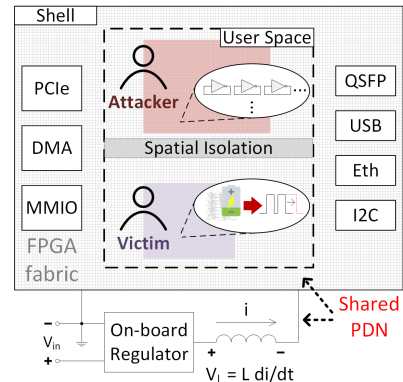 Shell
User Space
PCIe
DMA
MMIO
FPGA
fabric
Attacker
...
Spatial Isolation
Victim
+
-
QSFP
USB
Eth
I2C
Shared
PDN
- 
Vin
+
On-board
Regulator
i
+ -
VL = L di/dt